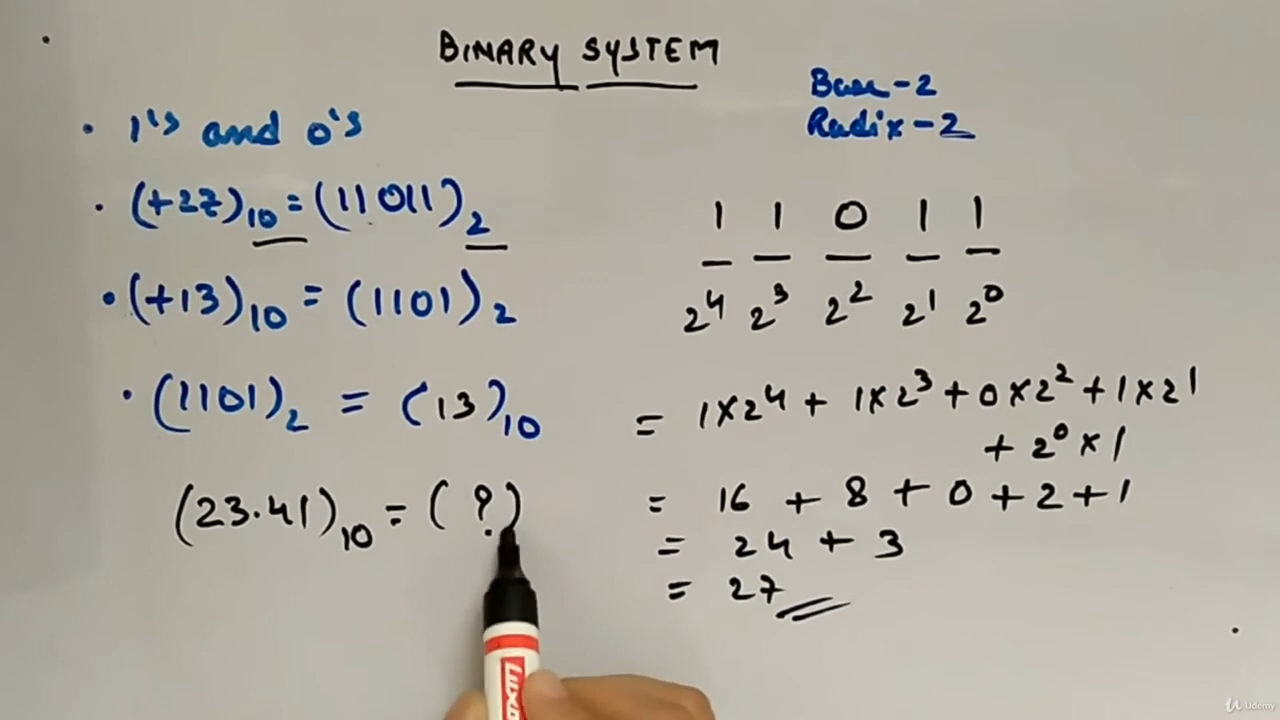 BINARY SYSTEM
Base-2
Radix-2
• 1's and 0's
• (+27)₁₀ = (11011)₂
• (+13)₁₀ = (1101)₂
• (1101)₂ = (13)₁₀
(23.41)₁₀ = (?)
1 1 0 1 1
2⁴ 2³ 2² 2¹ 2⁰
= 1×2⁴ + 1×2³ + 0×2² + 1×2¹
+ 2⁰ × 1
= 16 + 8 + 0 + 2 + 1
= 24 + 3
= 27
Udemy